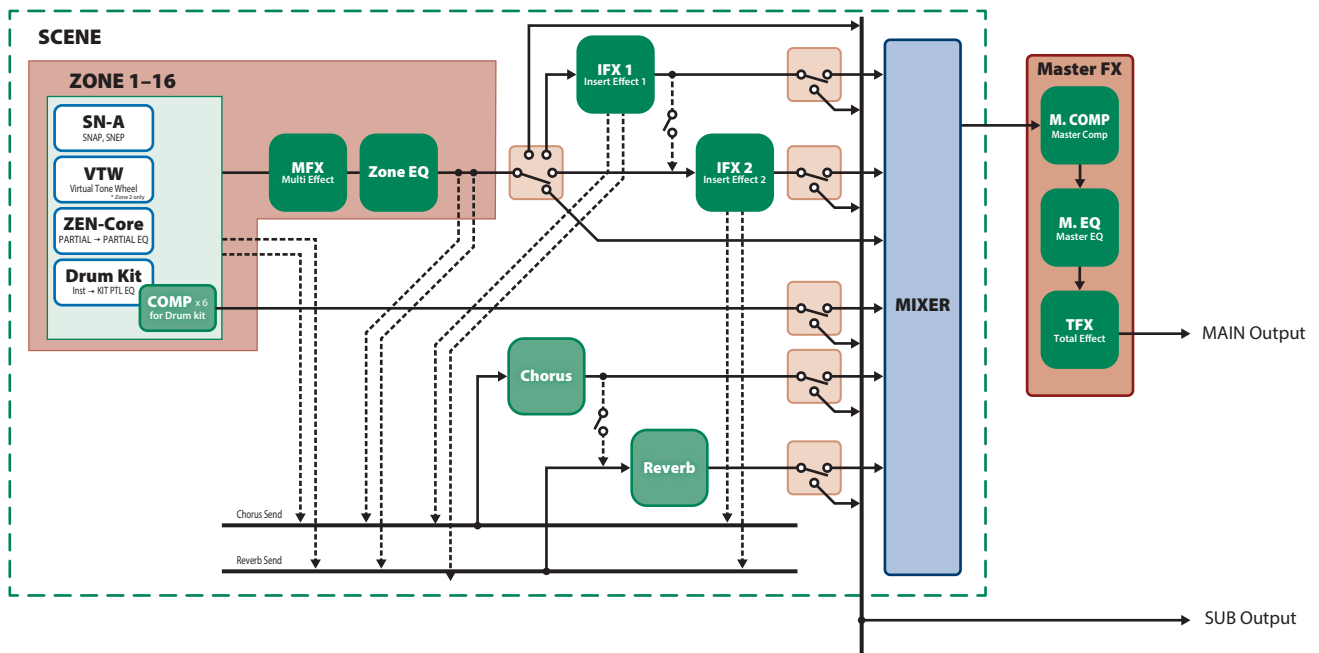 SCENE
ZONE 1–16
SN-A
SNAP, SNEP
VTW
Virtual Tone Wheel
* Zone 2 only
ZEN-Core
PARTIAL → PARTIAL EQ
Drum Kit
Inst → KIT PTL EQ
COMP x 6
for Drum kit
MFX
Multi Effect
Zone EQ
IFX 1
Insert Effect 1
IFX 2
Insert Effect 2
Chorus
Reverb
Chorus Send
Reverb Send
MIXER
Master FX
M. COMP
Master Comp
M. EQ
Master EQ
TFX
Total Effect
MAIN Output
SUB Output